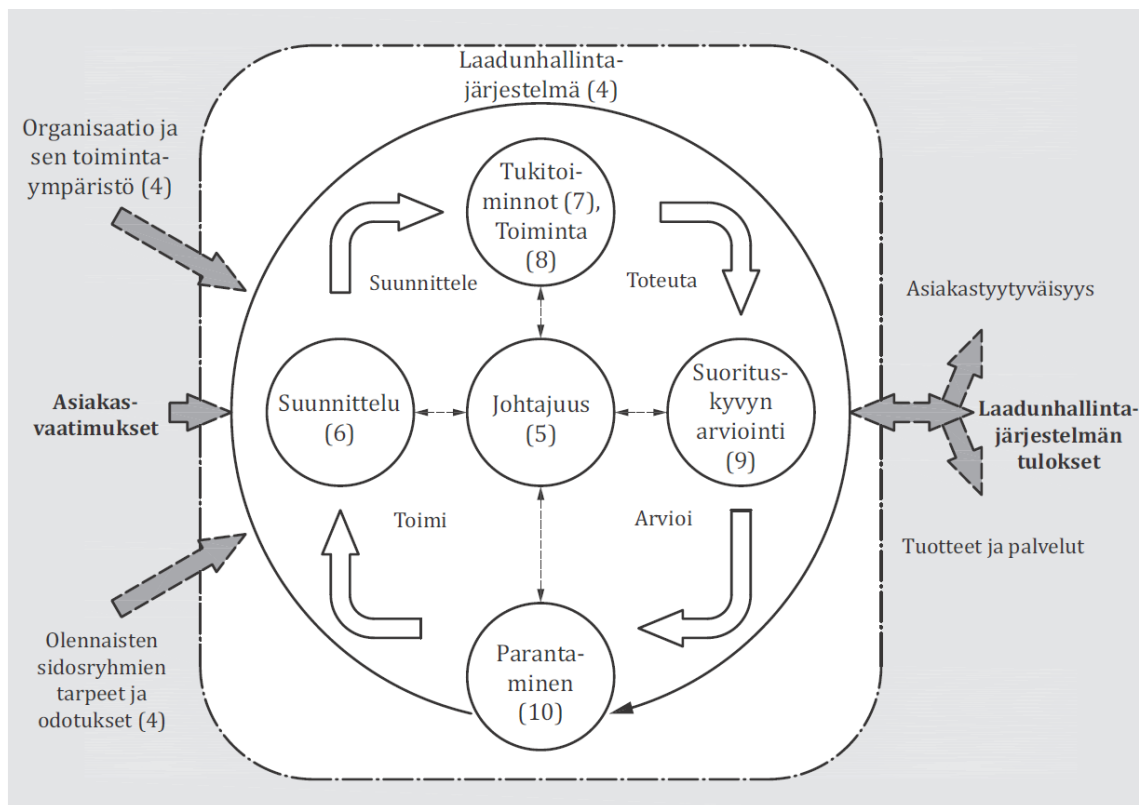 Laadunhallinta-
järjestelmä (4)
Organisaatio ja
sen toiminta-
ympäristö (4)
Tukitoi-
minnot (7),
Toiminta
(8)
Suunnittele
Toteuta
Asiakastyytyväisyys
Asiakas-
vaatimukset
Suunnittelu
(6)
Johtajuus
(5)
Suoritus-
kyvyn
arviointi
(9)
Laadunhallinta-
järjestelmän
tulokset
Toimi
Arvioi
Tuotteet ja palvelut
Olennaisten
sidosryhmien
tarpeet ja
odotukset (4)
Paranta-
minen
(10)